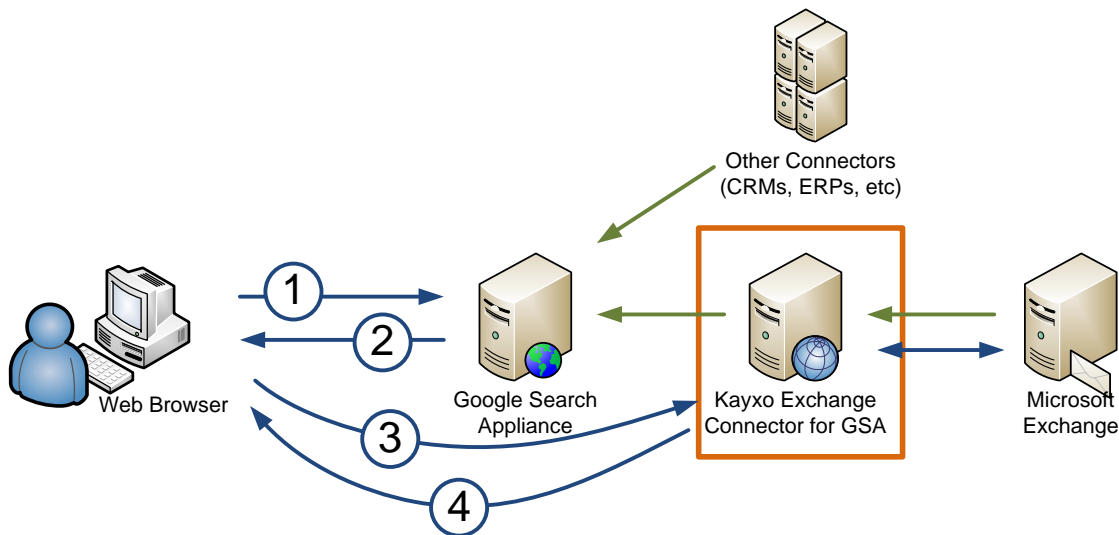 Other Connectors
(CRMs, ERPs, etc)
1
2
Web Browser
Google Search
Appliance
Kayxo Exchange
Connector for GSA
Microsoft
Exchange
3
4